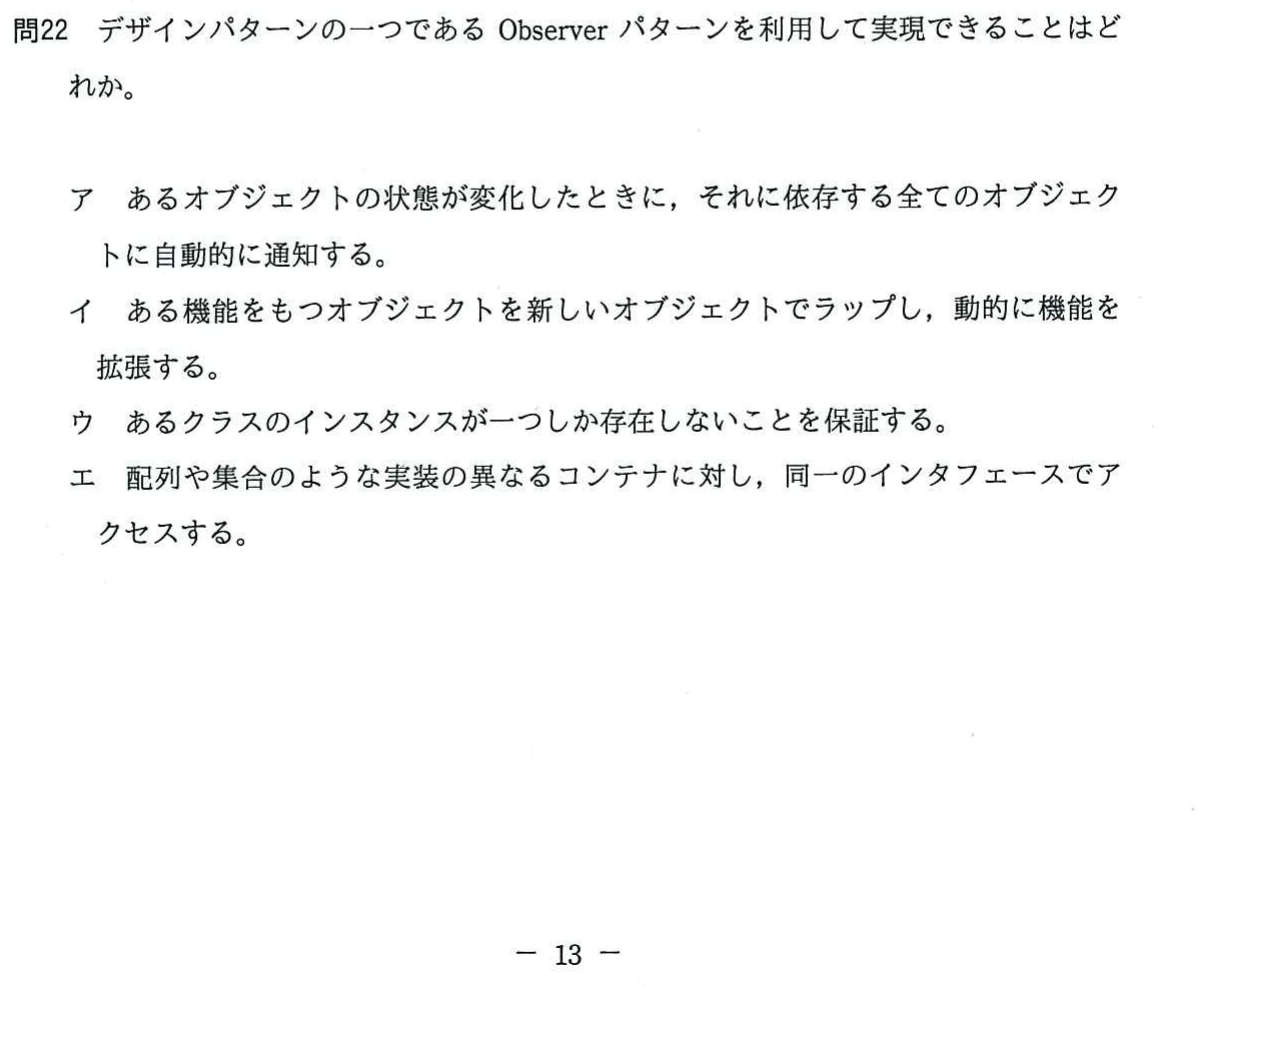 問22 デザインパターンの一つである Observer パターンを利用して実現できることはど
れか。
ア あるオブジェクトの状態が変化したときに，それに依存する全てのオブジェク
トに自動的に通知する。
イ ある機能をもつオブジェクトを新しいオブジェクトでラップし，動的に機能を
拡張する。
ウ あるクラスのインスタンスが一つしか存在しないことを保証する。
エ 配列や集合のような実装の異なるコンテナに対し，同一のインタフェースでア
クセスする。
－ 13 －